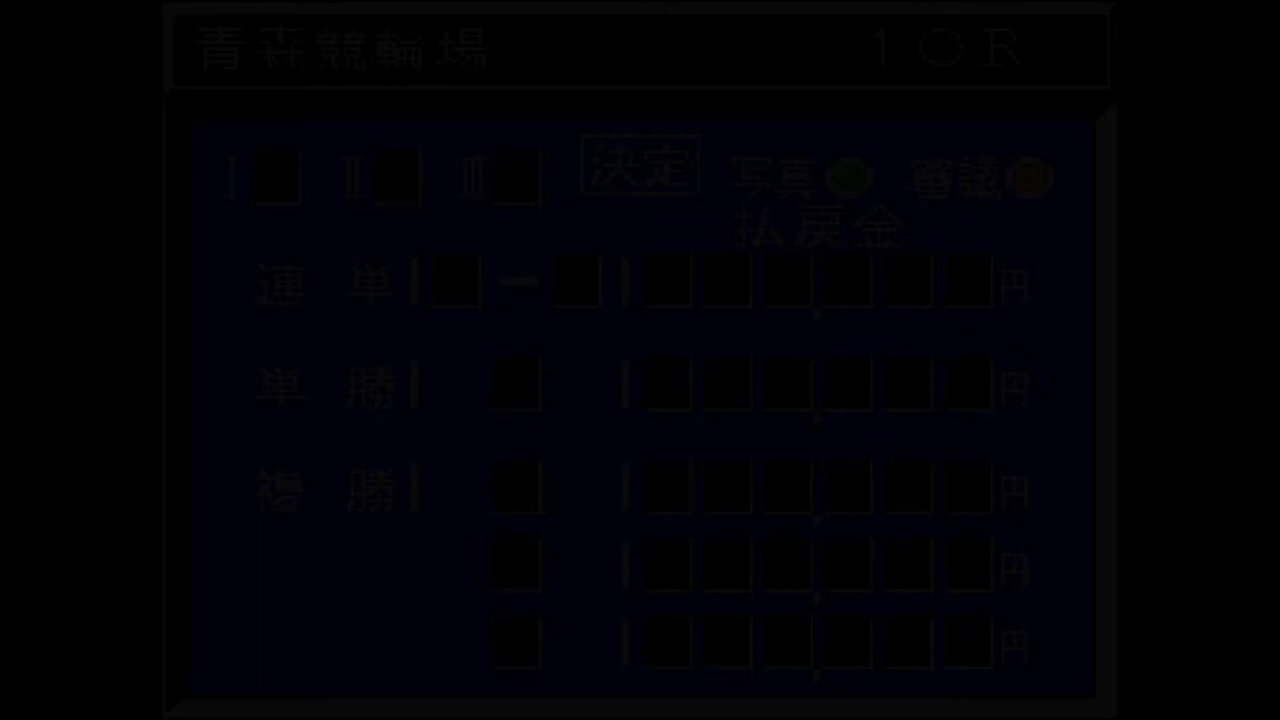 青森競輪場 10R
Ⅰ Ⅱ Ⅲ 決定 写真 審議
払戻金
連単 - , 円
単勝 , 円
複勝 , 円
, 円
, 円